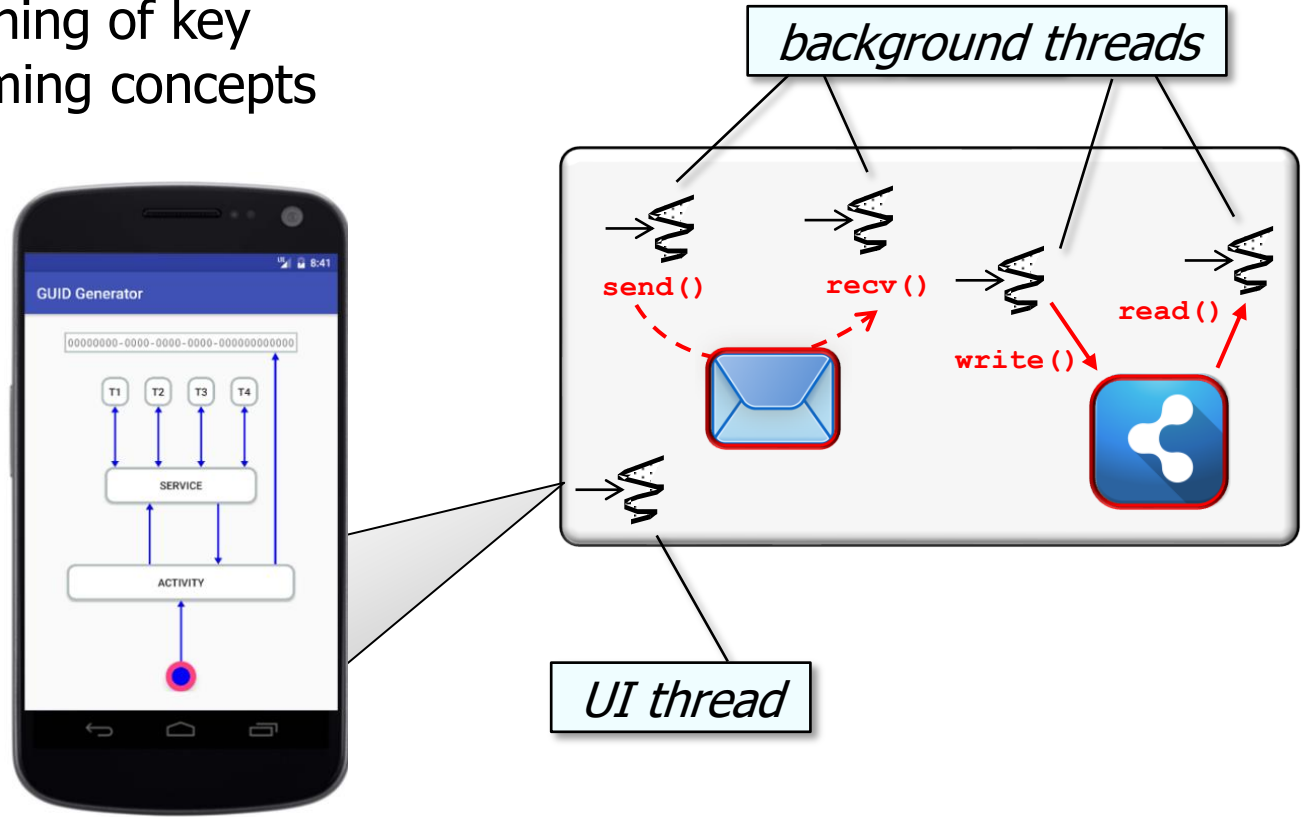 ning of key
ming concepts
background threads
8:41
GUID Generator
00000000-0000-0000-0000-000000000000
T1 T2 T3 T4
SERVICE
ACTIVITY
send()
recv()
read()
write()
UI thread